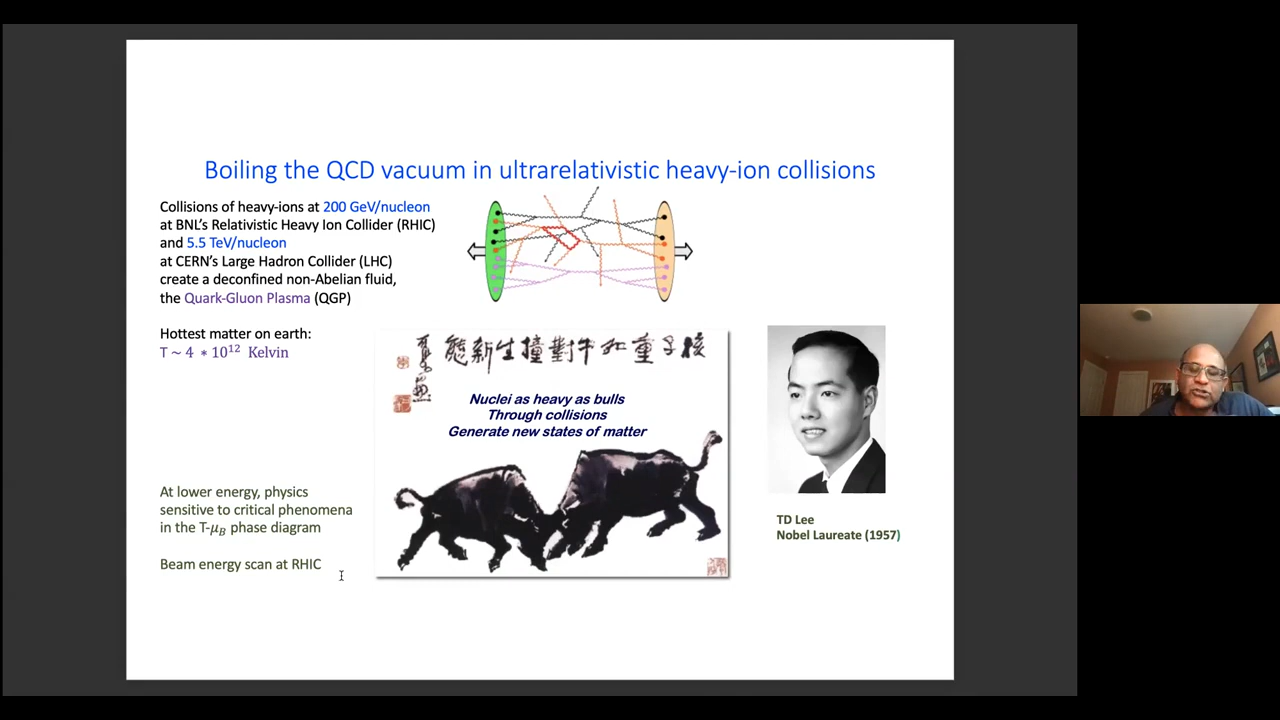 Boiling the QCD vacuum in ultrarelativistic heavy-ion collisions
Collisions of heavy-ions at 200 GeV/nucleon
at BNL's Relativistic Heavy Ion Collider (RHIC)
and 5.5 TeV/nucleon
at CERN's Large Hadron Collider (LHC)
create a deconfined non-Abelian fluid,
the Quark-Gluon Plasma (QGP)
Hottest matter on earth:
T ~ 4 * 10¹² Kelvin
核子重如牛對撞生新態
Nuclei as heavy as bulls
Through collisions
Generate new states of matter
At lower energy, physics
sensitive to critical phenomena
in the T-μ_B phase diagram
Beam energy scan at RHIC
TD Lee
Nobel Laureate (1957)